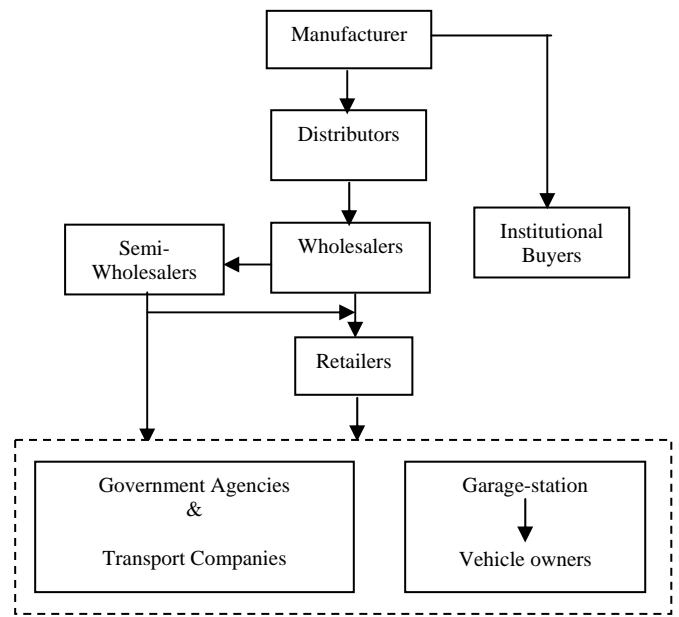 Manufacturer
Distributors
Semi-
Wholesalers
Wholesalers
Institutional
Buyers
Retailers
Government Agencies
&
Transport Companies
Garage-station
Vehicle owners